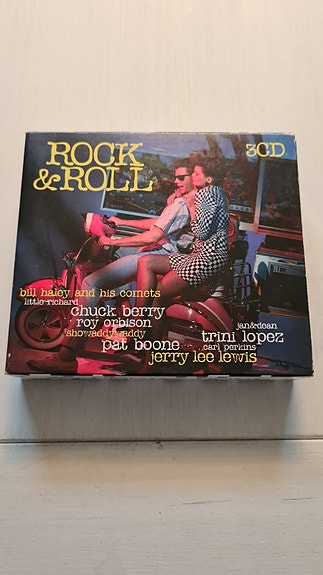 ROCK
&ROLL
3CD
bill haley and his comets
little richard
chuck berry
roy orbison
showaddywaddy
pat boone
jan&dean
trini lopez
carl perkins
jerry lee lewis